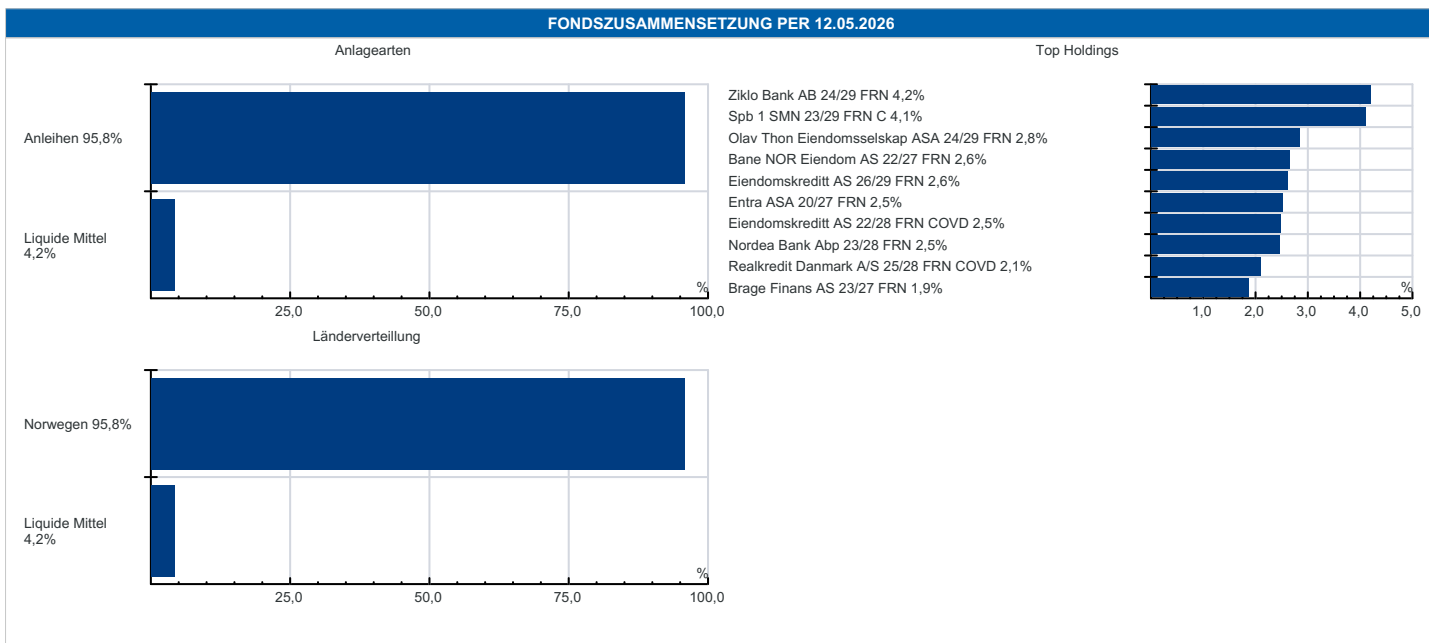 FONDSZUSAMMENSETZUNG PER 12.05.2026
Anlagearten
Anleihen 95,8%
Liquide Mittel
4,2%
%
25,0 50,0 75,0 100,0
Länderverteillung
Norwegen 95,8%
Liquide Mittel
4,2%
%
25,0 50,0 75,0 100,0
Top Holdings
Ziklo Bank AB 24/29 FRN 4,2%
Spb 1 SMN 23/29 FRN C 4,1%
Olav Thon Eiendomsselskap ASA 24/29 FRN 2,8%
Bane NOR Eiendom AS 22/27 FRN 2,6%
Eiendomskreditt AS 26/29 FRN 2,6%
Entra ASA 20/27 FRN 2,5%
Eiendomskreditt AS 22/28 FRN COVD 2,5%
Nordea Bank Abp 23/28 FRN 2,5%
Realkredit Danmark A/S 25/28 FRN COVD 2,1%
Brage Finans AS 23/27 FRN 1,9%
%
1,0 2,0 3,0 4,0 5,0